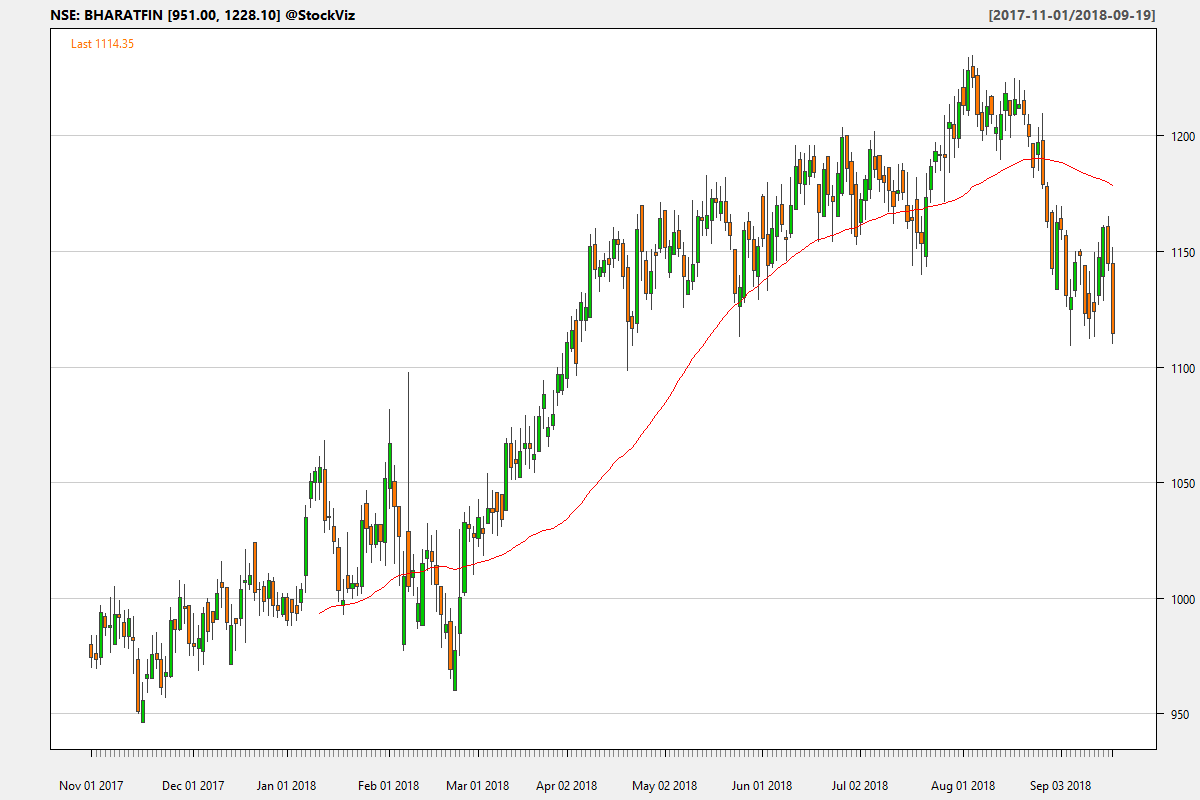 NSE: BHARATFIN [951.00, 1228.10] @StockViz
[2017-11-01/2018-09-19]
Last 1114.35
1200
1150
1100
1050
1000
950
Nov 01 2017
Dec 01 2017
Jan 01 2018
Feb 01 2018
Mar 01 2018
Apr 02 2018
May 02 2018
Jun 01 2018
Jul 02 2018
Aug 01 2018
Sep 03 2018